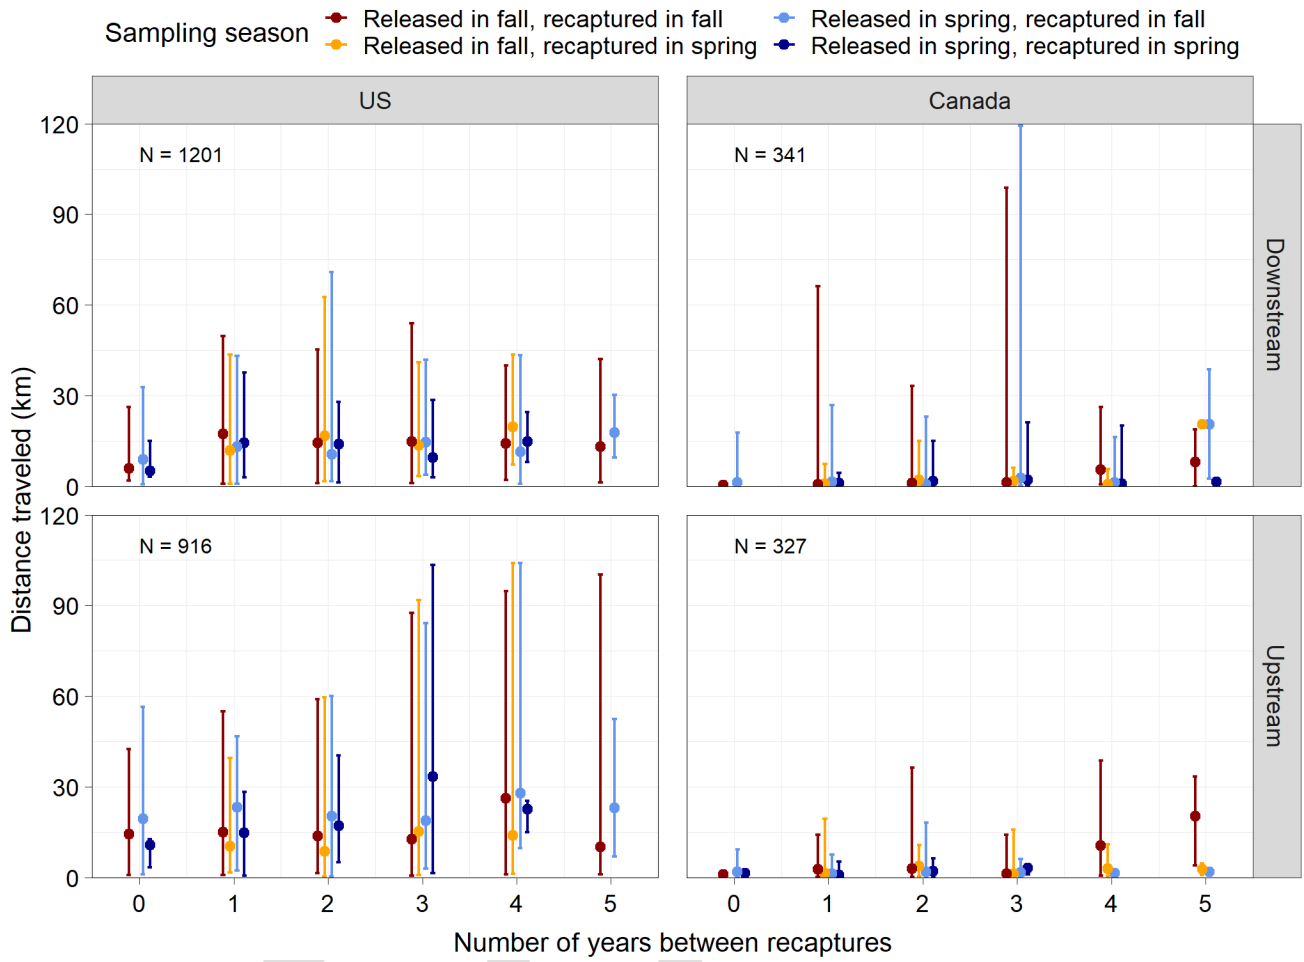 Sampling season
Released in fall, recaptured in fall
Released in spring, recaptured in fall
Released in fall, recaptured in spring
Released in spring, recaptured in spring
US
Canada
120
90
60
30
0
N = 1201
N = 341
Downstream
Distance traveled (km)
120
90
60
30
0
N = 916
N = 327
Upstream
0 1 2 3 4 5
0 1 2 3 4 5
Number of years between recaptures